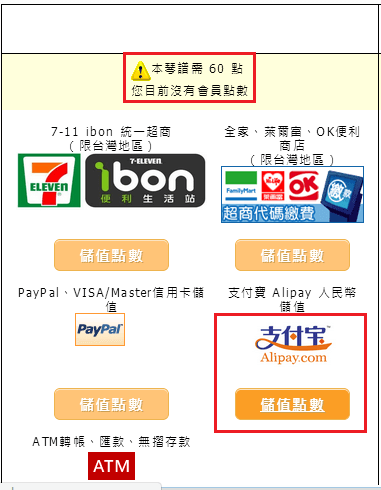 本琴譜需 60 點
您目前沒有會員點數
7-11 ibon 統一超商
（限台灣地區）
7
ELEVEN
7-ELEVEN
ibon
便利生活站
儲值點數
全家、萊爾富、OK便利
商店
（限台灣地區）
FamilyMart
萊爾富
OK
繳款
超商代碼繳費
儲值點數
PayPal、VISA/Master信用卡儲
值
PayPal
儲值點數
支付寶 Alipay 人民幣
儲值
支付宝
Alipay.com
儲值點數
ATM轉帳、匯款、無摺存款
ATM